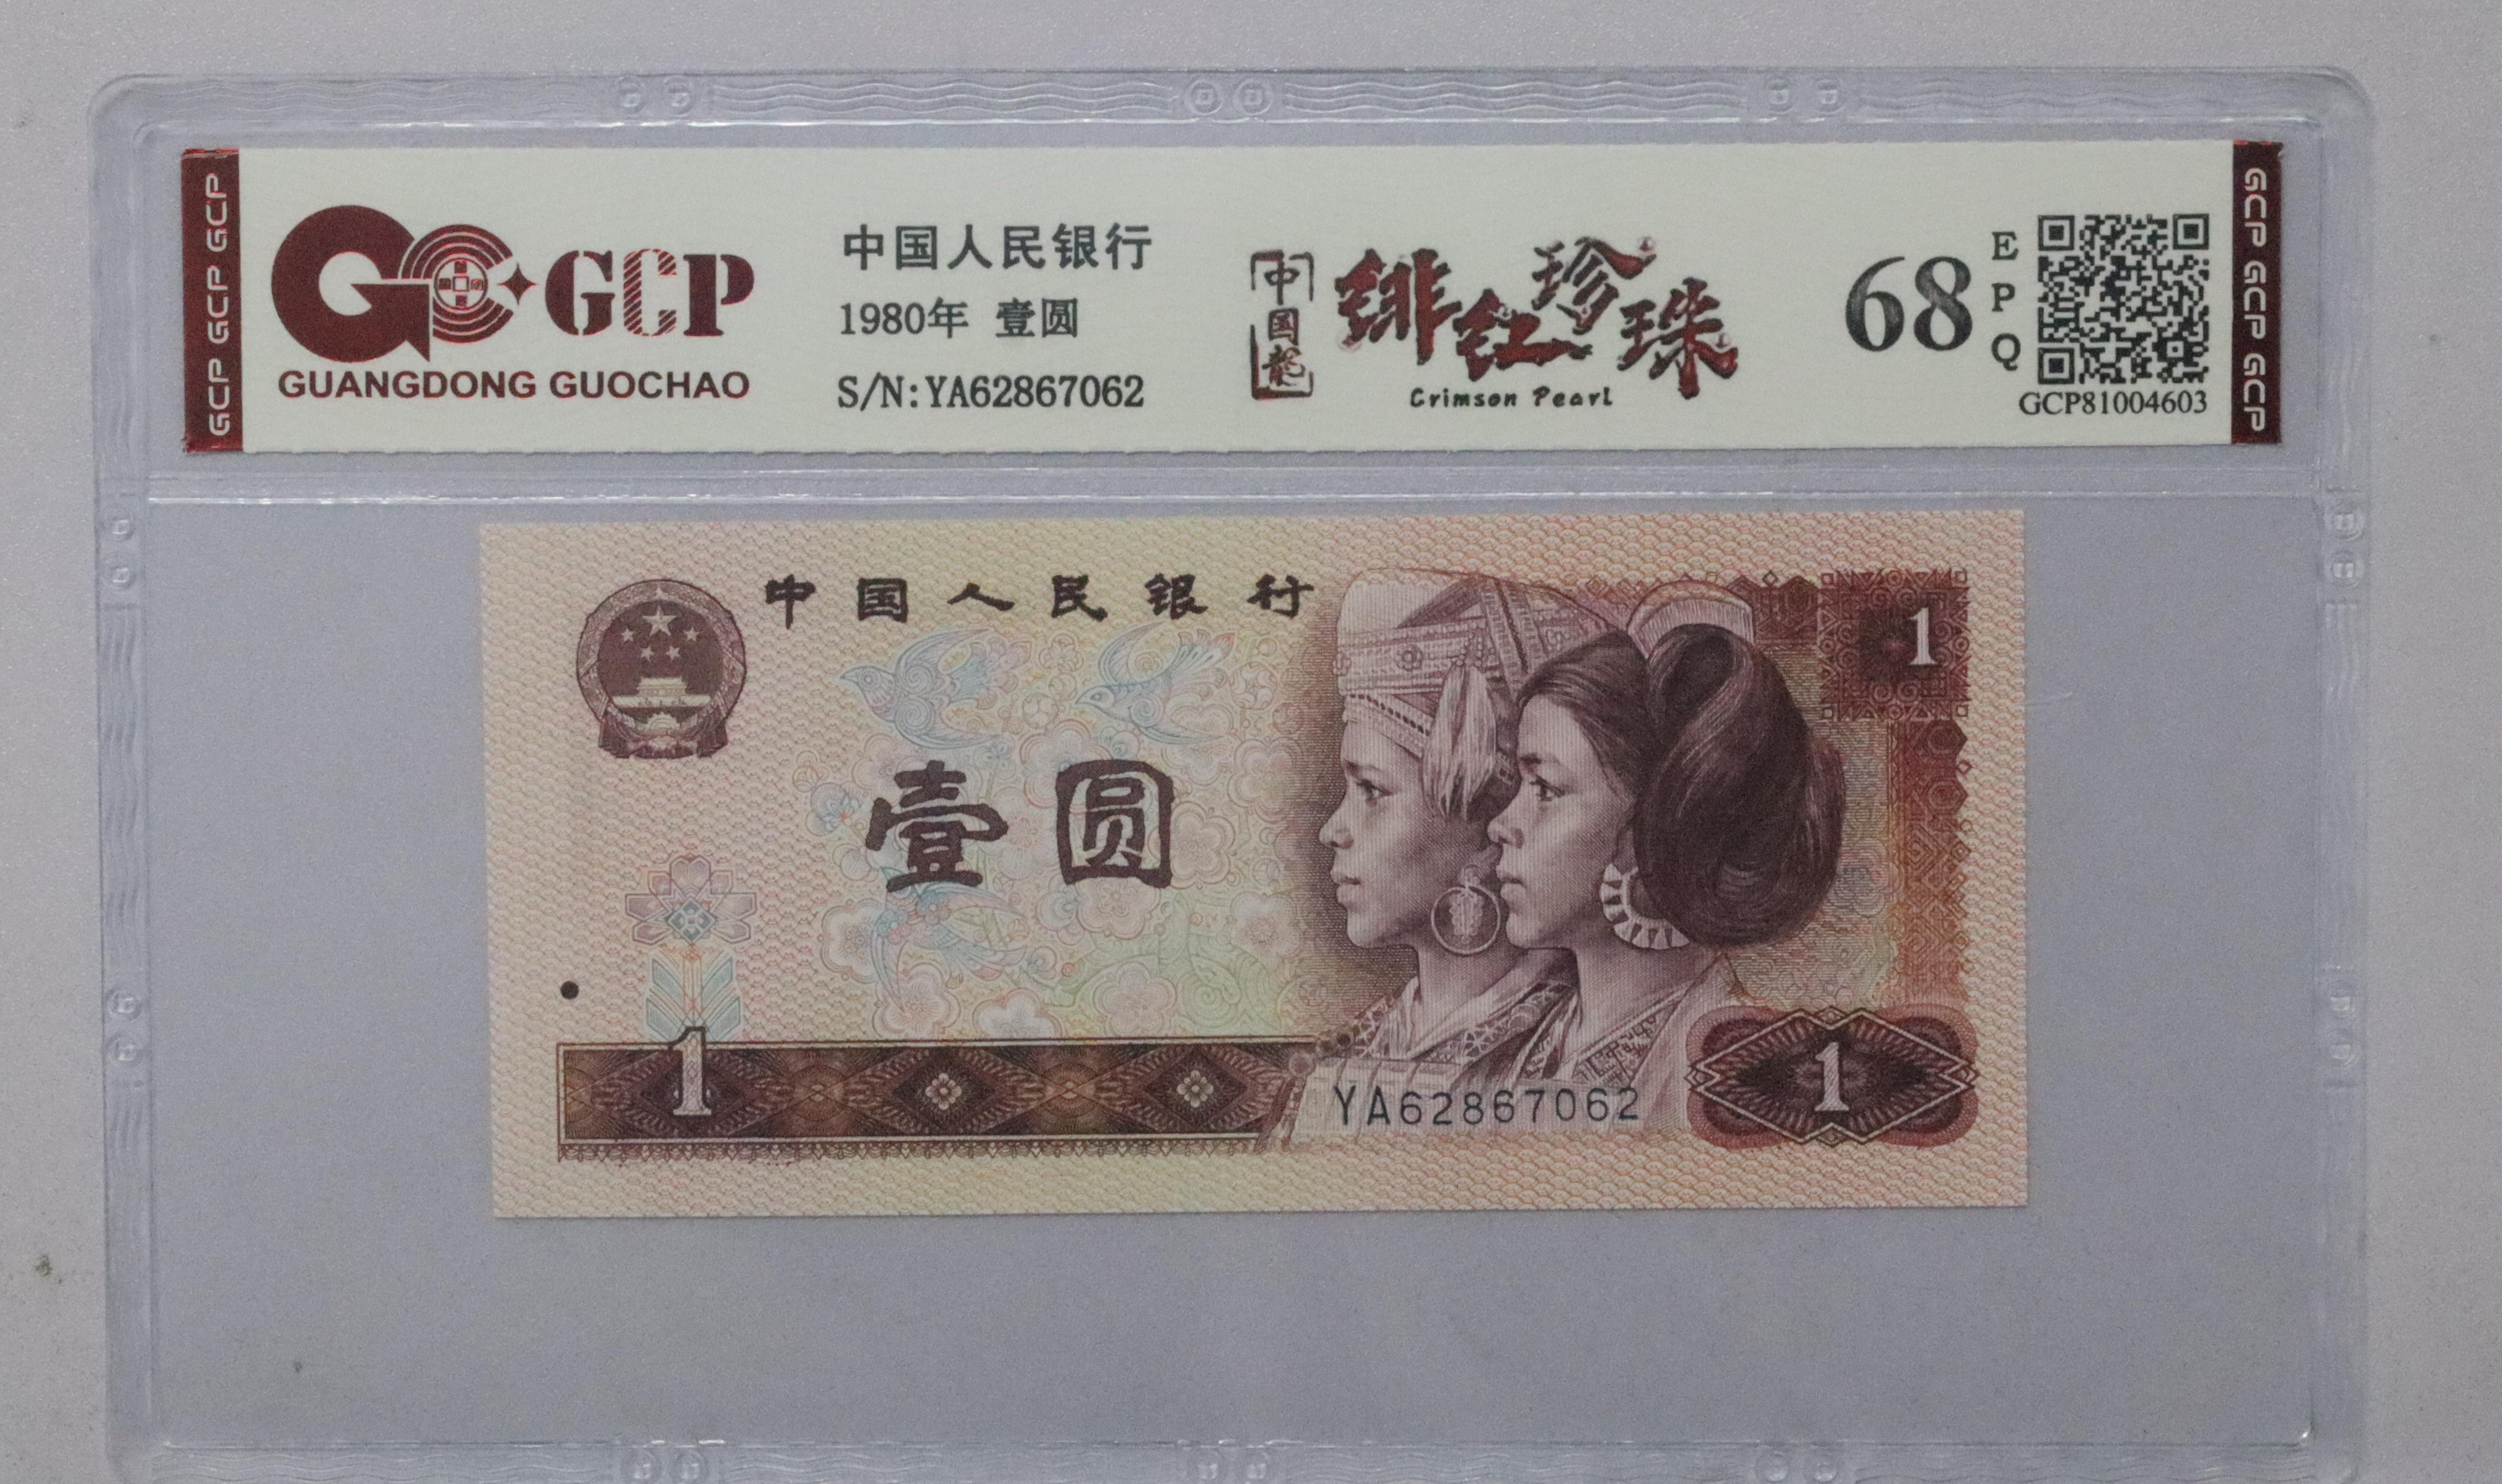 GCP GCP GCP
GCP
GUANGDONG GUOCHAO
中国人民银行
1980年 壹圆
S/N:YA62867062
中国龍
绯红珍珠
Crimson Pearl
68
EPQ
GCP81004603
GCP GCP GCP
中国人民银行
1
壹圆
1
YA62867062
1